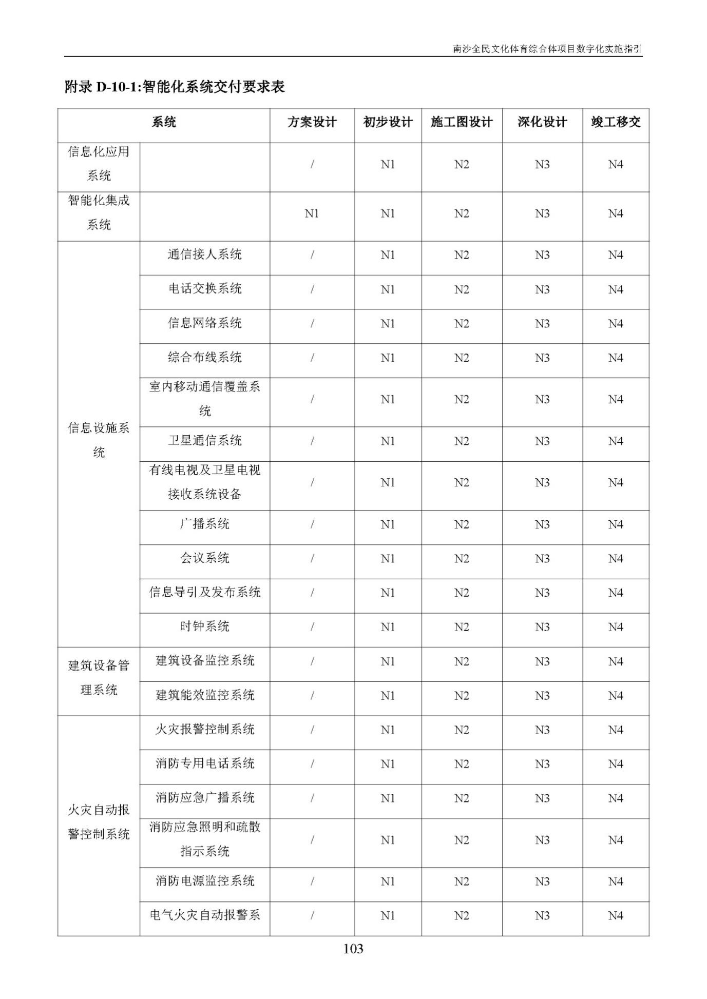 南沙全民文化体育综合体项目数字化实施指引
附录 D-10-1:智能化系统交付要求表
系统 方案设计 初步设计 施工图设计 深化设计 竣工移交
信息化应用
系统
/ N1 N2 N3 N4
智能化集成
系统
N1 N1 N2 N3 N4
信息设施系
统
通信接人系统 / N1 N2 N3 N4
电话交换系统 / N1 N2 N3 N4
信息网络系统 / N1 N2 N3 N4
综合布线系统 / N1 N2 N3 N4
室内移动通信覆盖系
统
/ N1 N2 N3 N4
卫星通信系统 / N1 N2 N3 N4
有线电视及卫星电视
接收系统设备
/ N1 N2 N3 N4
广播系统 / N1 N2 N3 N4
会议系统 / N1 N2 N3 N4
信息导引及发布系统 / N1 N2 N3 N4
时钟系统 / N1 N2 N3 N4
建筑设备管
理系统
建筑设备监控系统 / N1 N2 N3 N4
建筑能效监控系统 / N1 N2 N3 N4
火灾自动报
警控制系统
火灾报警控制系统 / N1 N2 N3 N4
消防专用电话系统 / N1 N2 N3 N4
消防应急广播系统 / N1 N2 N3 N4
消防应急照明和疏散
指示系统
/ N1 N2 N3 N4
消防电源监控系统 / N1 N2 N3 N4
电气火灾自动报警系 / N1 N2 N3 N4
103